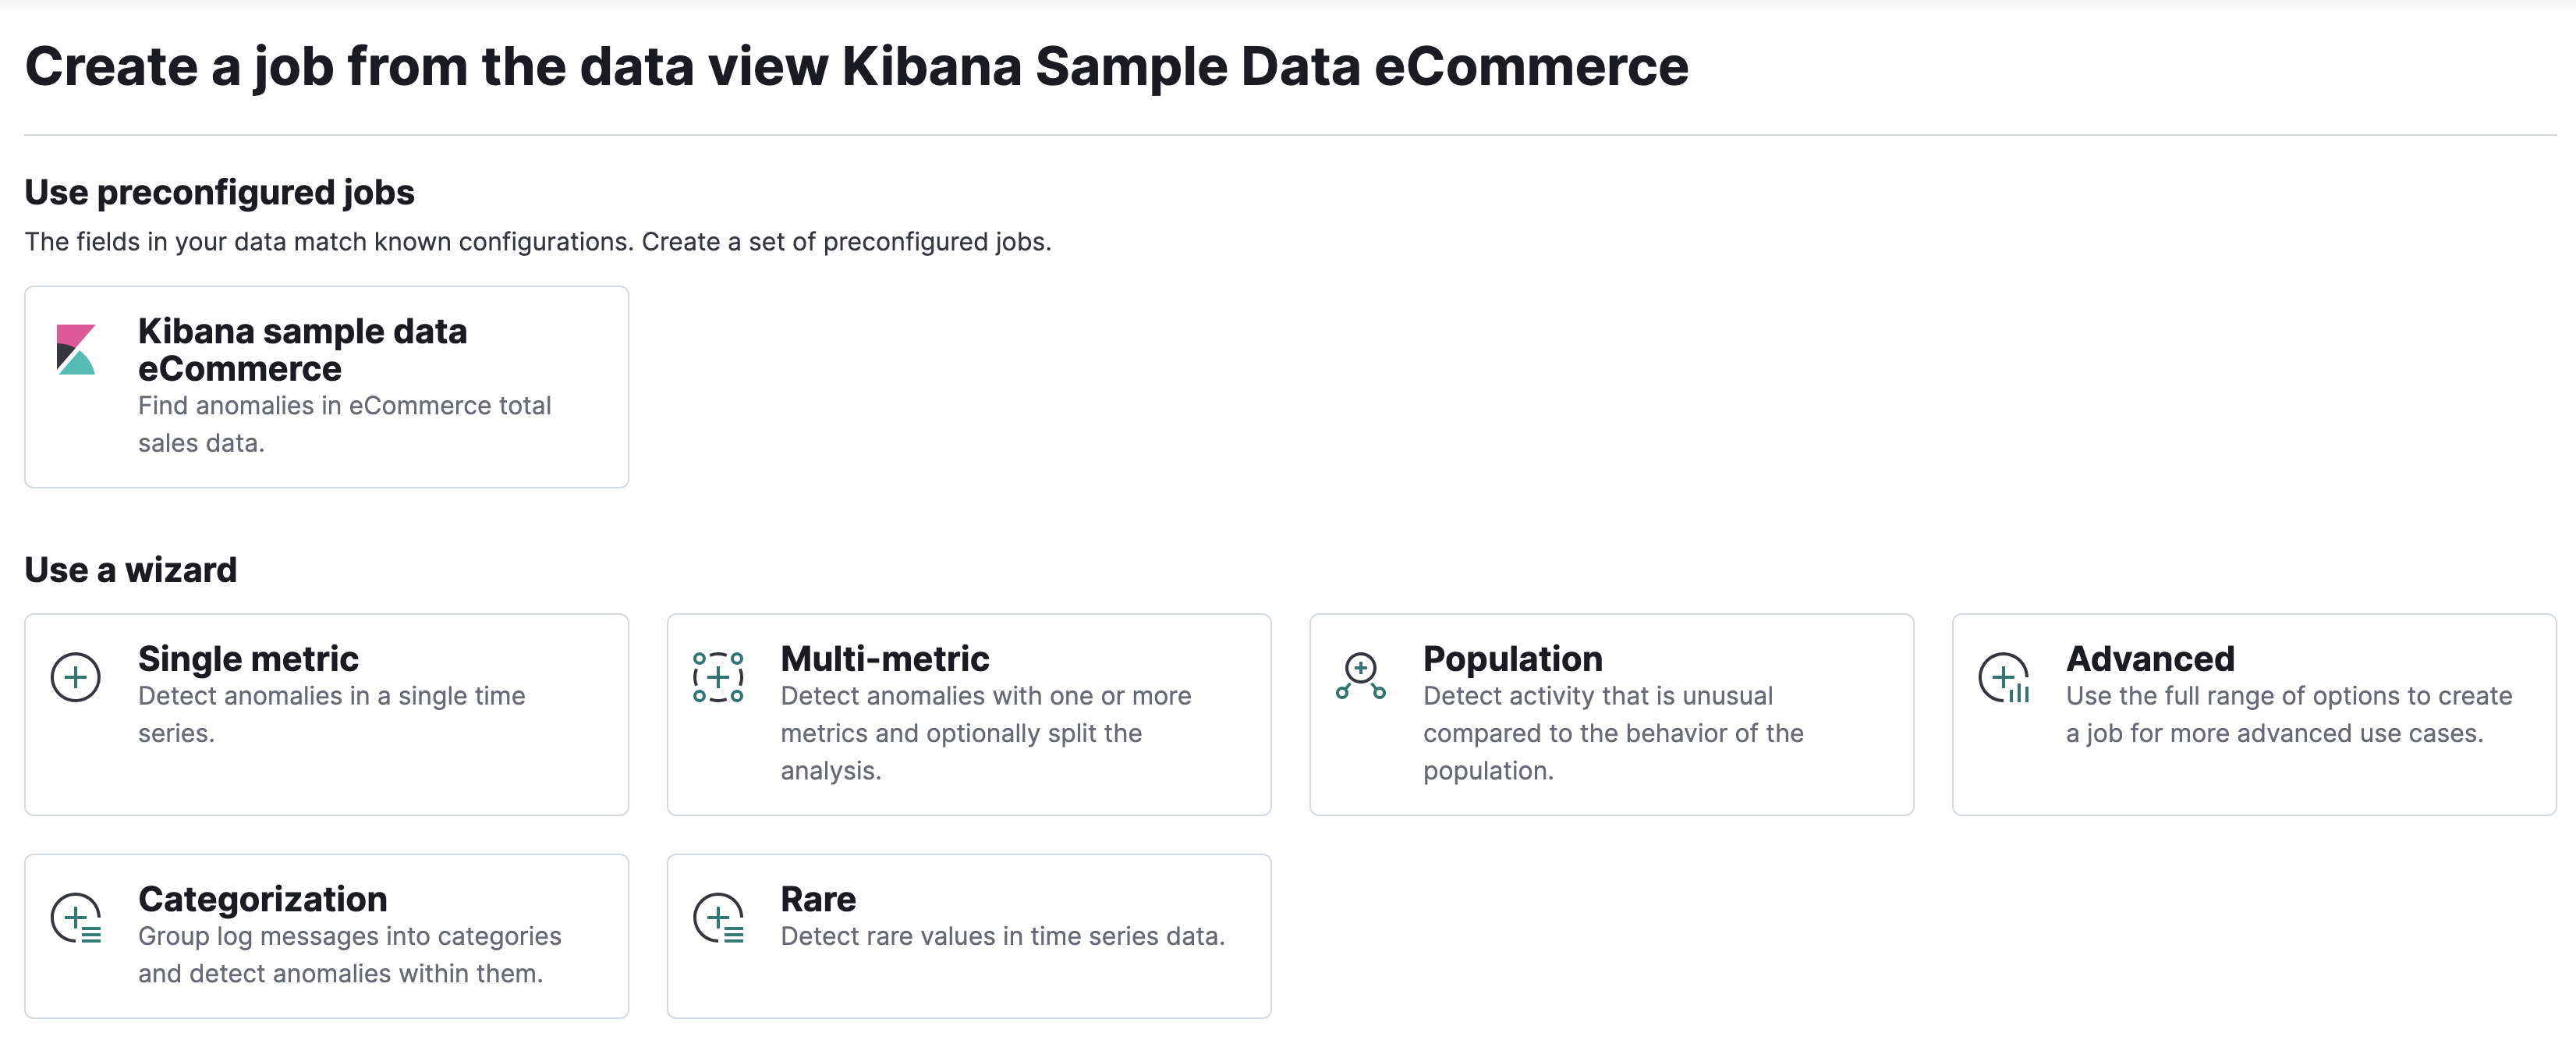 Create a job from the data view Kibana Sample Data eCommerce
Use preconfigured jobs
The fields in your data match known configurations. Create a set of preconfigured jobs.
Kibana sample data
eCommerce
Find anomalies in eCommerce total
sales data.
Use a wizard
Single metric
Detect anomalies in a single time
series.
Multi-metric
Detect anomalies with one or more
metrics and optionally split the
analysis.
Population
Detect activity that is unusual
compared to the behavior of the
population.
Advanced
Use the full range of options to create
a job for more advanced use cases.
Categorization
Group log messages into categories
and detect anomalies within them.
Rare
Detect rare values in time series data.